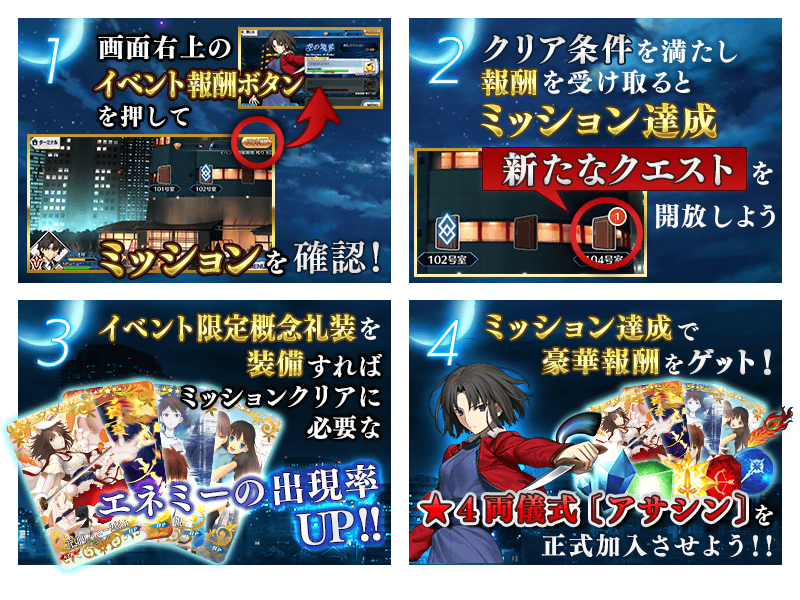 1
画面右上の
イベント報酬ボタン
を押して
ターミナル
101号室
102号室
ミッションを確認!
2
クリア条件を満たし
報酬を受け取ると
ミッション達成
新たなクエストを
開放しよう
1
102号室
104号室
3
イベント限定概念礼装を
装備すれば
ミッションクリアに
必要な
エネミーの出現率
UP!!
4
ミッション達成で
豪華報酬をゲット!
★4両儀式〔アサシン〕を
正式加入させよう!!